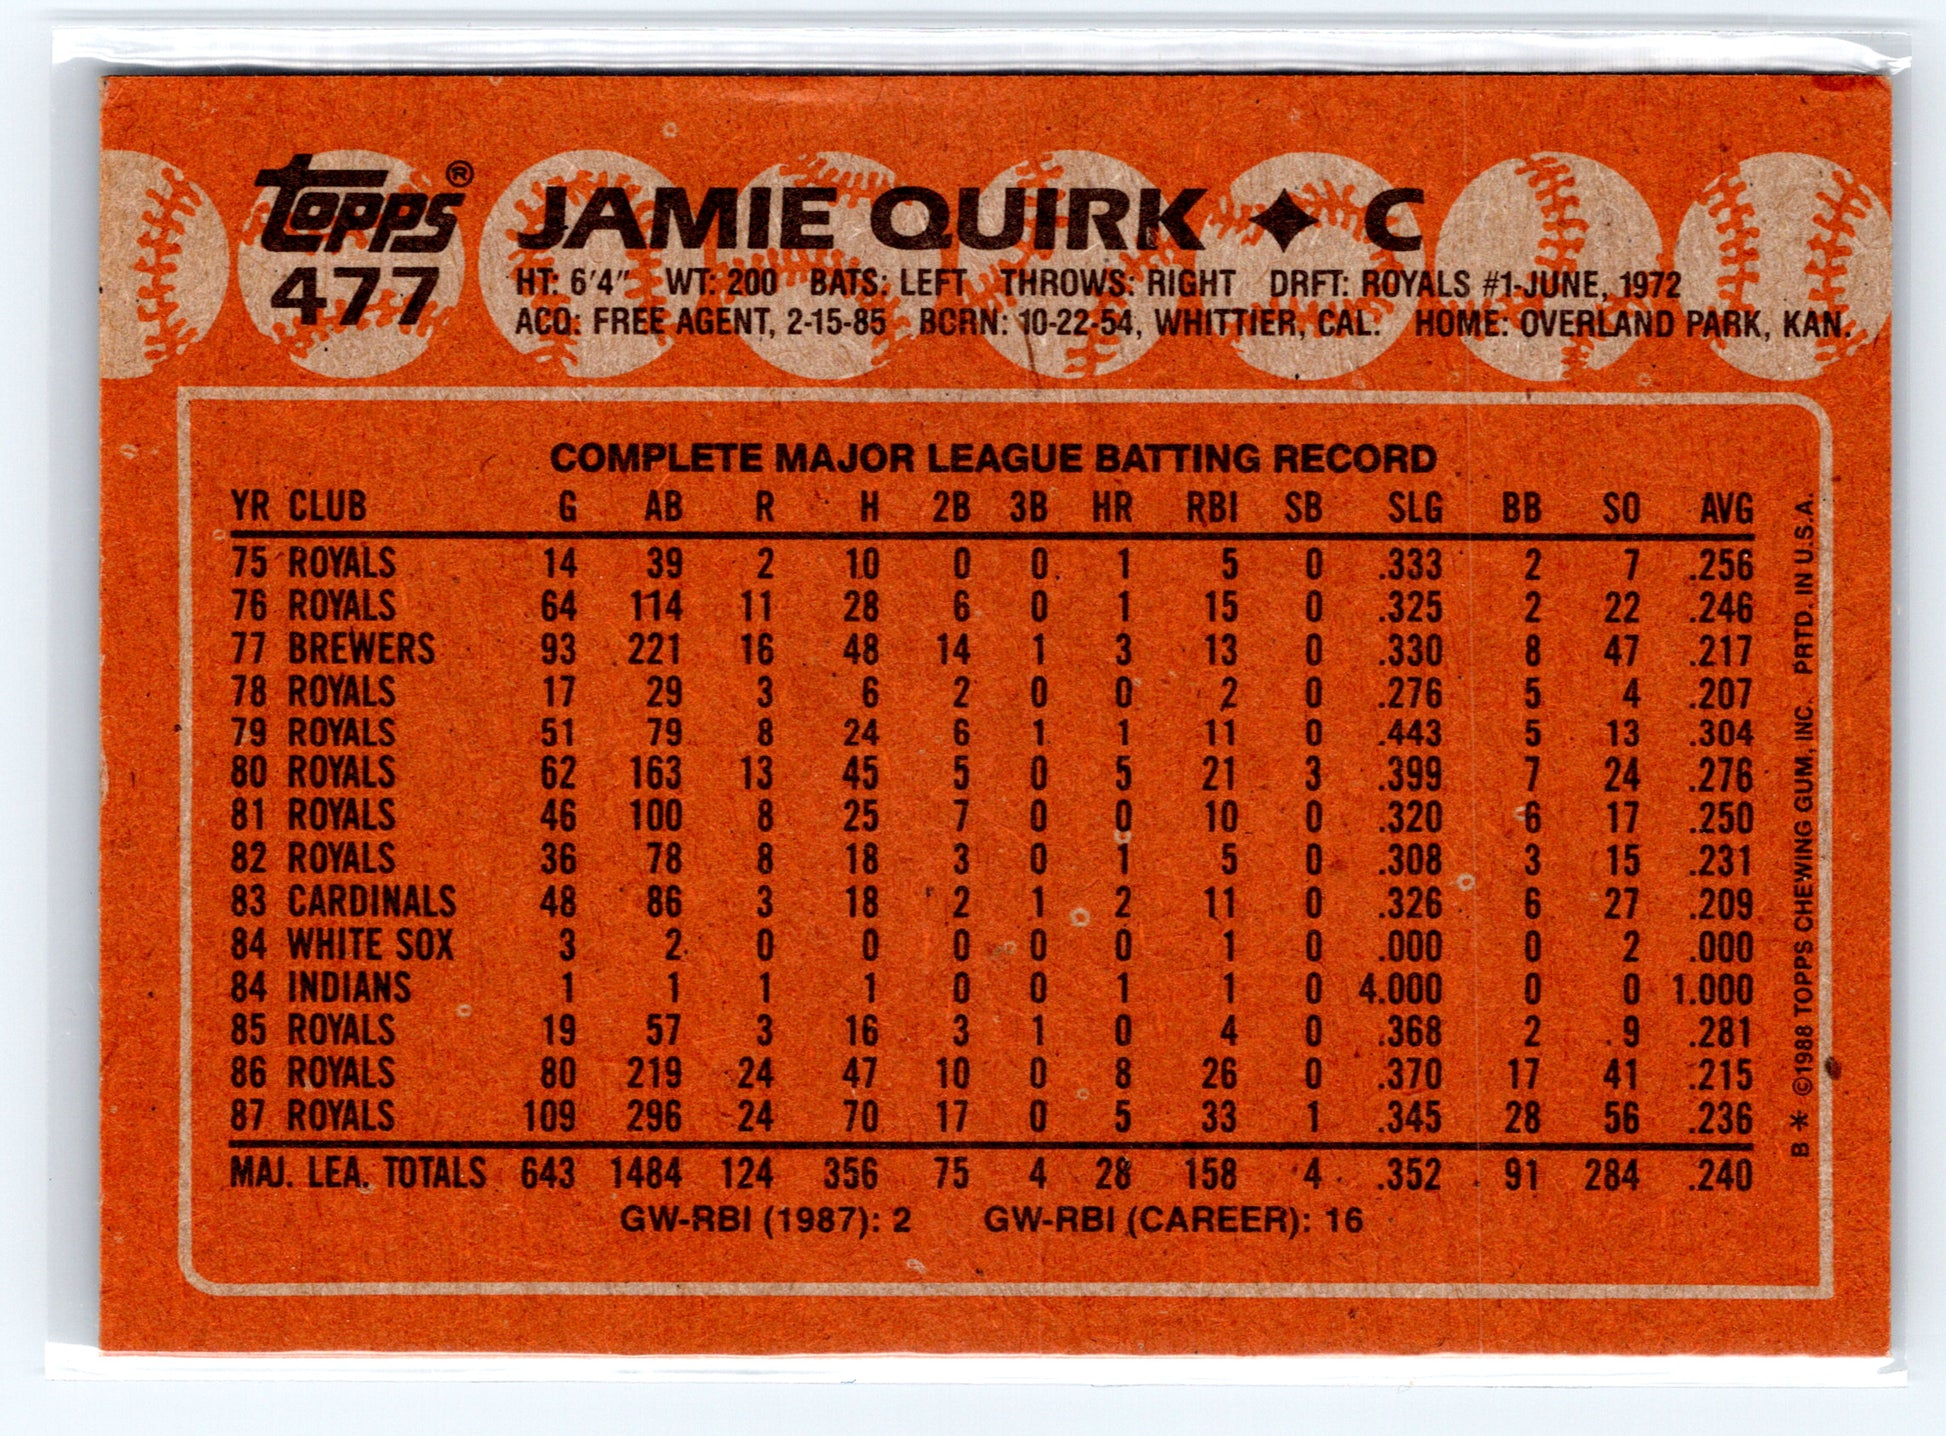 topps®
477
JAMIE QUIRK ✦ C
HT: 6'4" WT: 200 BATS: LEFT THROWS: RIGHT DRFT: ROYALS #1-JUNE, 1972
ACQ: FREE AGENT, 2-15-85 BORN: 10-22-54, WHITTIER, CAL. HOME: OVERLAND PARK, KAN.
COMPLETE MAJOR LEAGUE BATTING RECORD
YR CLUB G AB R H 2B 3B HR RBI SB SLG BB SO AVG
75 ROYALS 14 39 2 10 0 0 1 5 0 .333 2 7 .256
76 ROYALS 64 114 11 28 6 0 1 15 0 .325 2 22 .246
77 BREWERS 93 221 16 48 14 1 3 13 0 .330 8 47 .217
78 ROYALS 17 29 3 6 2 0 0 2 0 .276 5 4 .207
79 ROYALS 51 79 8 24 6 1 1 11 0 .443 5 13 .304
80 ROYALS 62 163 13 45 5 0 5 21 3 .399 7 24 .276
81 ROYALS 46 100 8 25 7 0 0 10 0 .320 6 17 .250
82 ROYALS 36 78 8 18 3 0 1 5 0 .308 3 15 .231
83 CARDINALS 48 86 3 18 2 1 2 11 0 .326 6 27 .209
84 WHITE SOX 3 2 0 0 0 0 0 1 0 .000 0 2 .000
84 INDIANS 1 1 1 1 0 0 1 1 0 4.000 0 0 1.000
85 ROYALS 19 57 3 16 3 1 0 4 0 .368 2 9 .281
86 ROYALS 80 219 24 47 10 0 8 26 0 .370 17 41 .215
87 ROYALS 109 296 24 70 17 0 5 33 1 .345 28 56 .236
MAJ. LEA. TOTALS 643 1484 124 356 75 4 28 158 4 .352 91 284 .240
GW-RBI (1987): 2 GW-RBI (CAREER): 16
B * ©1988 TOPPS CHEWING GUM, INC. PRTD. IN U.S.A.